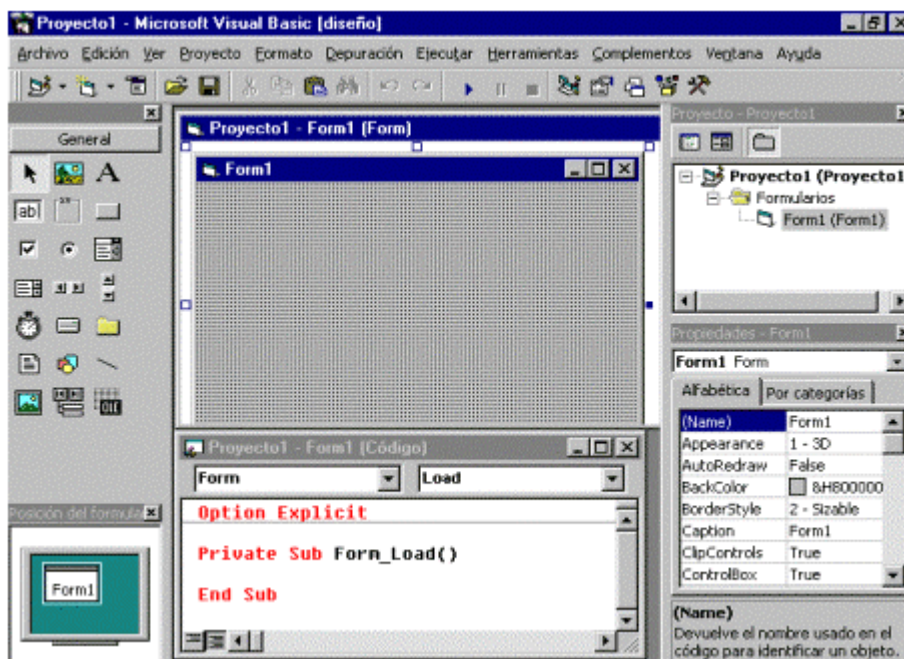 Proyecto1 - Microsoft Visual Basic [diseño]
Archivo Edición Ver Proyecto Formato Depuración Ejecutar Herramientas Complementos Ventana Ayuda
General
A
ab
xy
OLE
Posición del formula
Form1
Proyecto1 - Form1 (Form)
Form1
Proyecto1 - Form1 (Código)
Form Load
Option Explicit
Private Sub Form_Load()
End Sub
Proyecto - Proyecto1
Proyecto1 (Proyecto1
Formularios
Form1 (Form1)
Propiedades - Form1
Form1 Form
Alfabética Por categorías
(Name) Form1
Appearance 1 - 3D
AutoRedraw False
BackColor &H800000
BorderStyle 2 - Sizable
Caption Form1
ClipControls True
ControlBox True
(Name)
Devuelve el nombre usado en el
código para identificar un objeto.